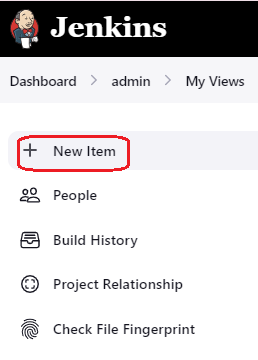 Jenkins
Dashboard > admin > My Views
New Item
People
Build History
Project Relationship
Check File Fingerprint